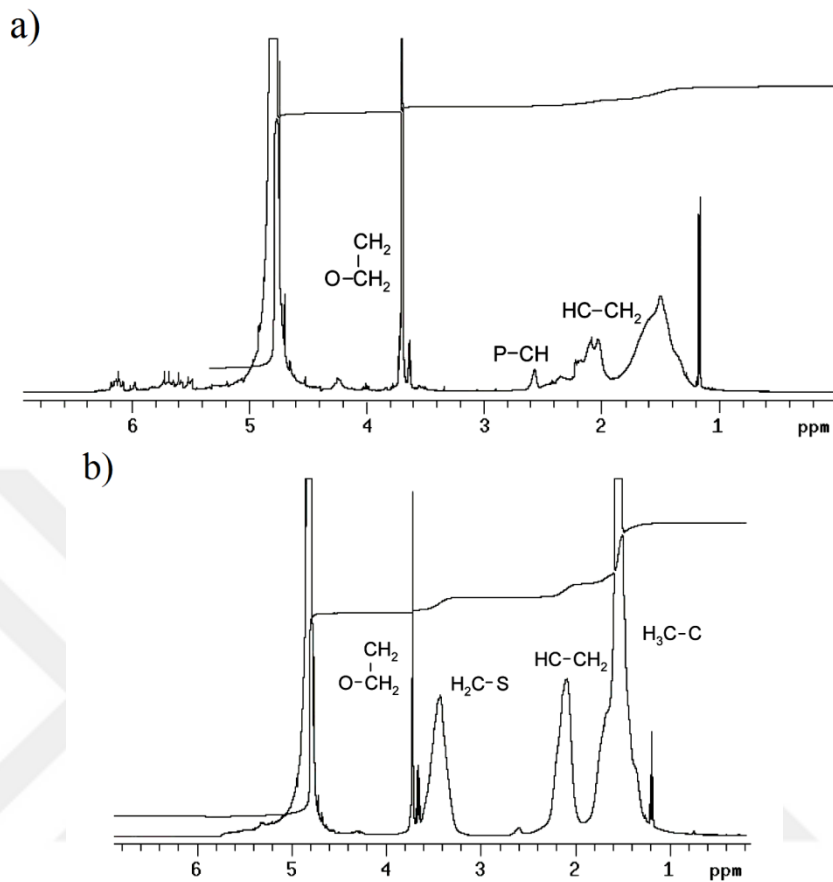 a)
CH2
O-CH2
P-CH
HC-CH2
6 5 4 3 2 1 ppm
b)
CH2
O-CH2
H2C-S
HC-CH2
H3C-C
6 5 4 3 2 1 ppm